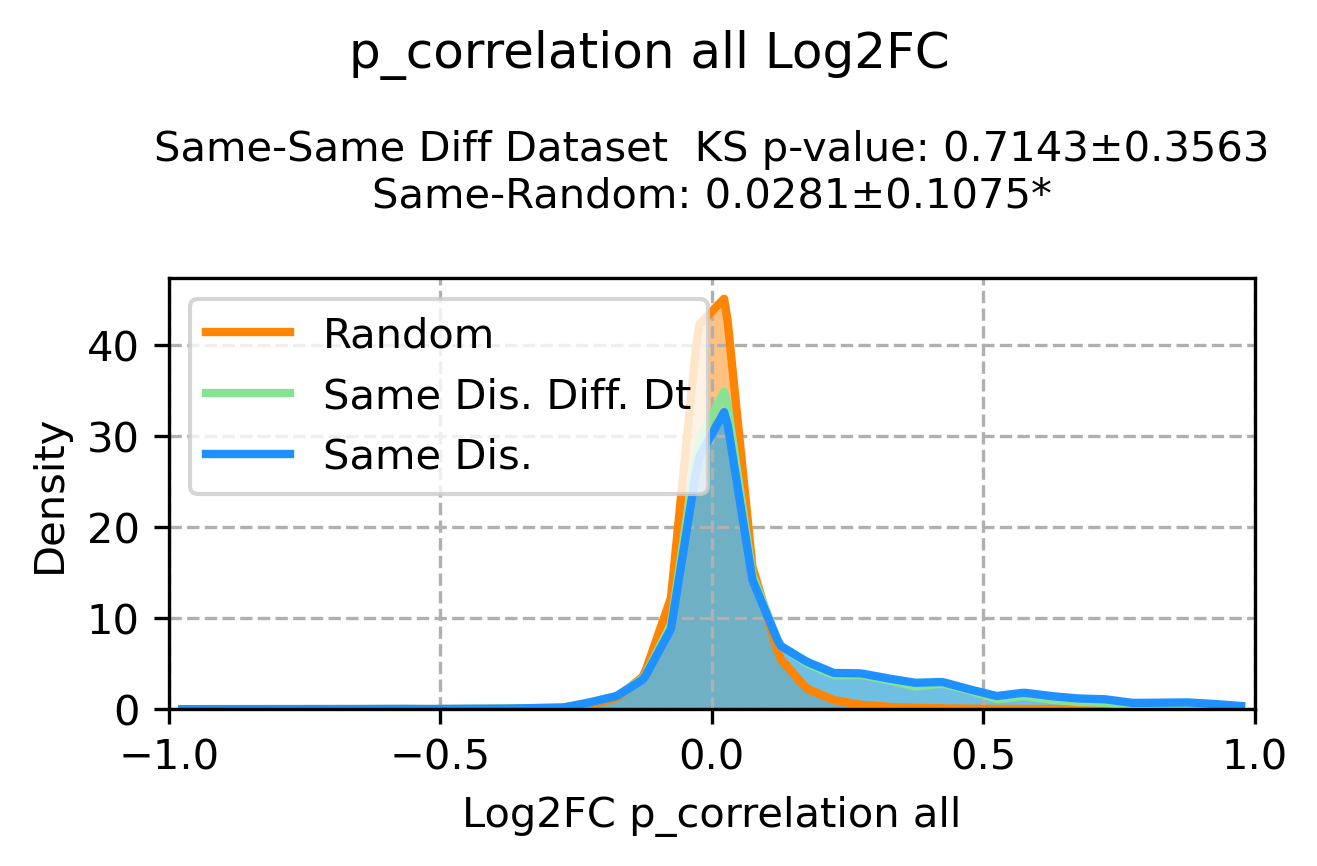 p_correlation all Log2FC
Same-Same Diff Dataset  KS p-value: 0.7143±0.3563
Same-Random: 0.0281±0.1075*
Random
Same Dis. Diff. Dt
Same Dis.
Density
40
30
20
10
0
−1.0
−0.5
0.0
0.5
1.0
Log2FC p_correlation all